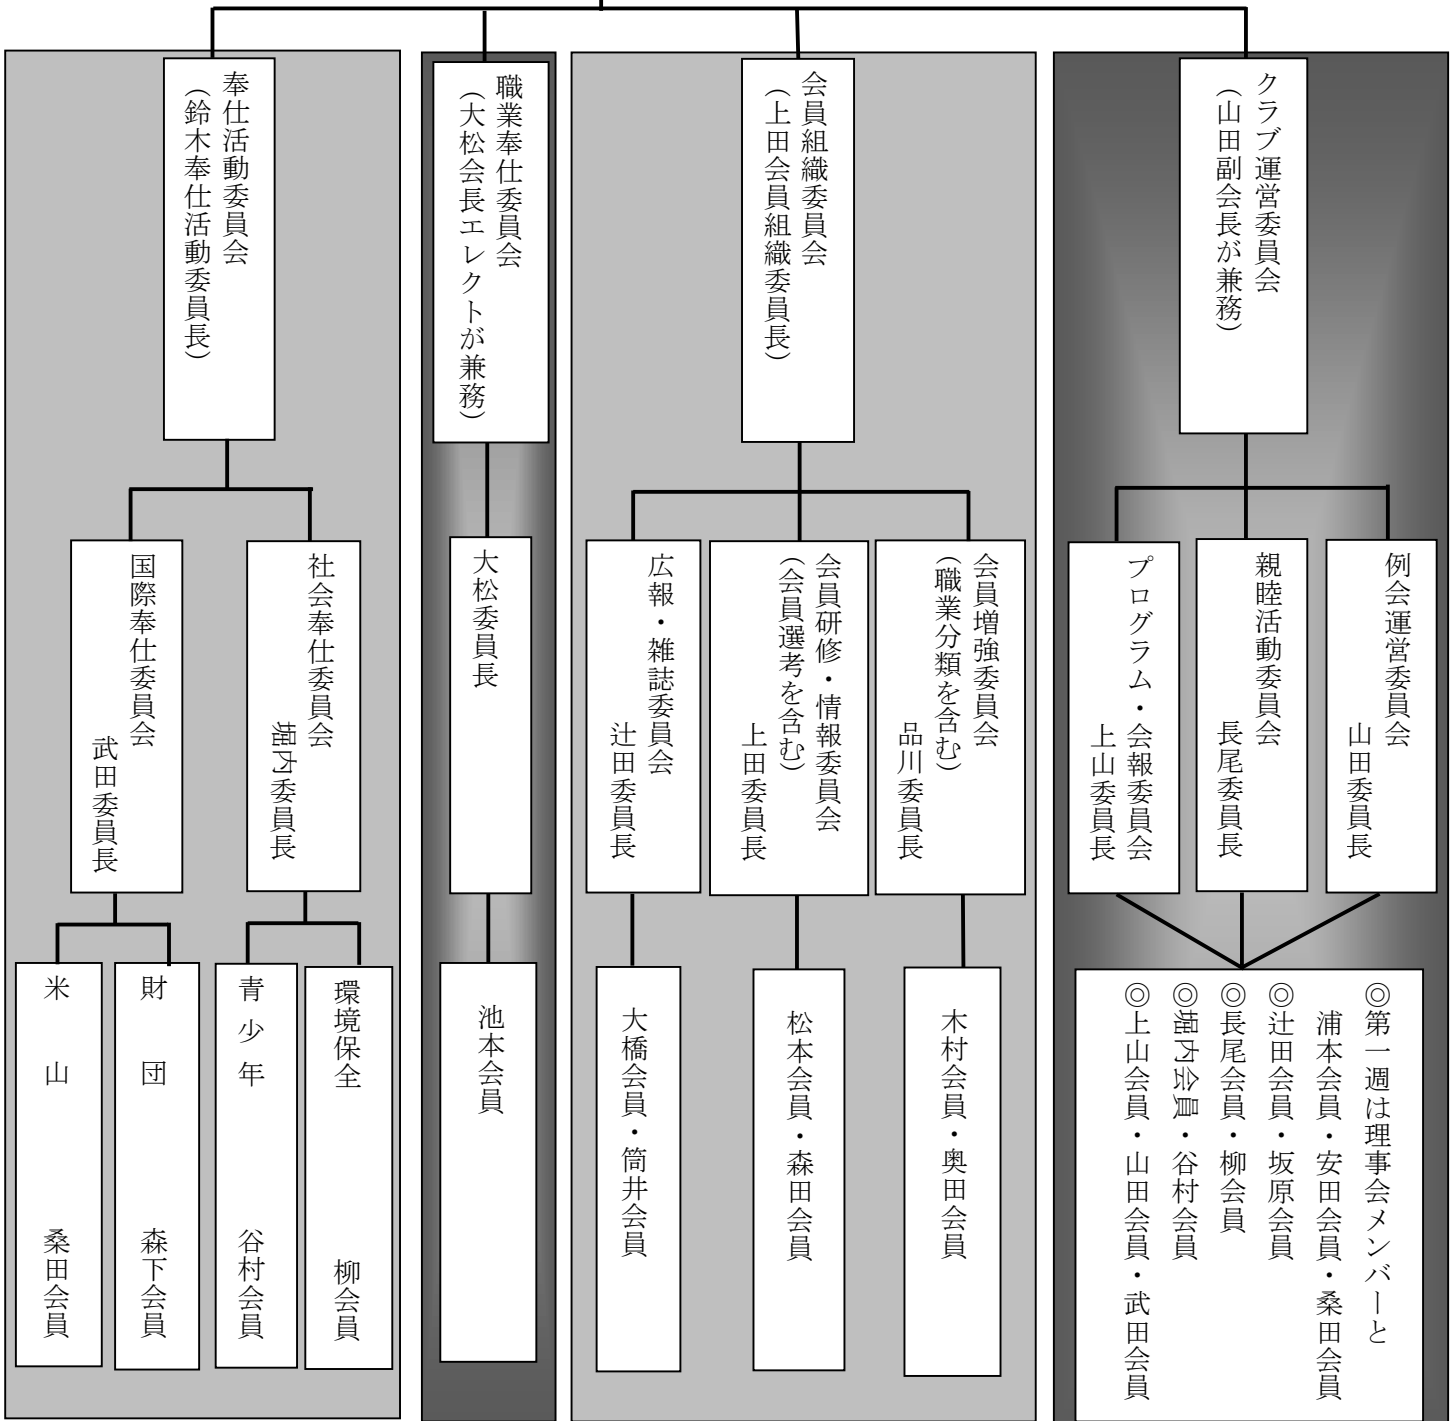 クラブ運営委員会
(山田副会長が兼務)
例会運営委員会
山田委員長
親睦活動委員会
長尾委員長
プログラム・会報委員会
上山委員長
◎第一週は理事会メンバーと
浦本会員・安田会員・桑田会員
◎辻田会員・坂原会員
◎長尾会員・柳会員
◎堀内会員・谷村会員
◎上山会員・山田会員・武田会員
会員組織委員会
(上田会員組織委員長)
会員増強委員会
(職業分類を含む)
品川委員長
木村会員・奥田会員
会員研修・情報委員会
(会員選考を含む)
上田委員長
松本会員・森田会員
広報・雑誌委員会
辻田委員長
大橋会員・筒井会員
職業奉仕委員会
(大松会長エレクトが兼務)
大松委員長
池本会員
奉仕活動委員会
(鈴木奉仕活動委員長)
社会奉仕委員会
堀内委員長
環境保全 柳会員
青少年 谷村会員
国際奉仕委員会
武田委員長
財団 森下会員
米山 桑田会員